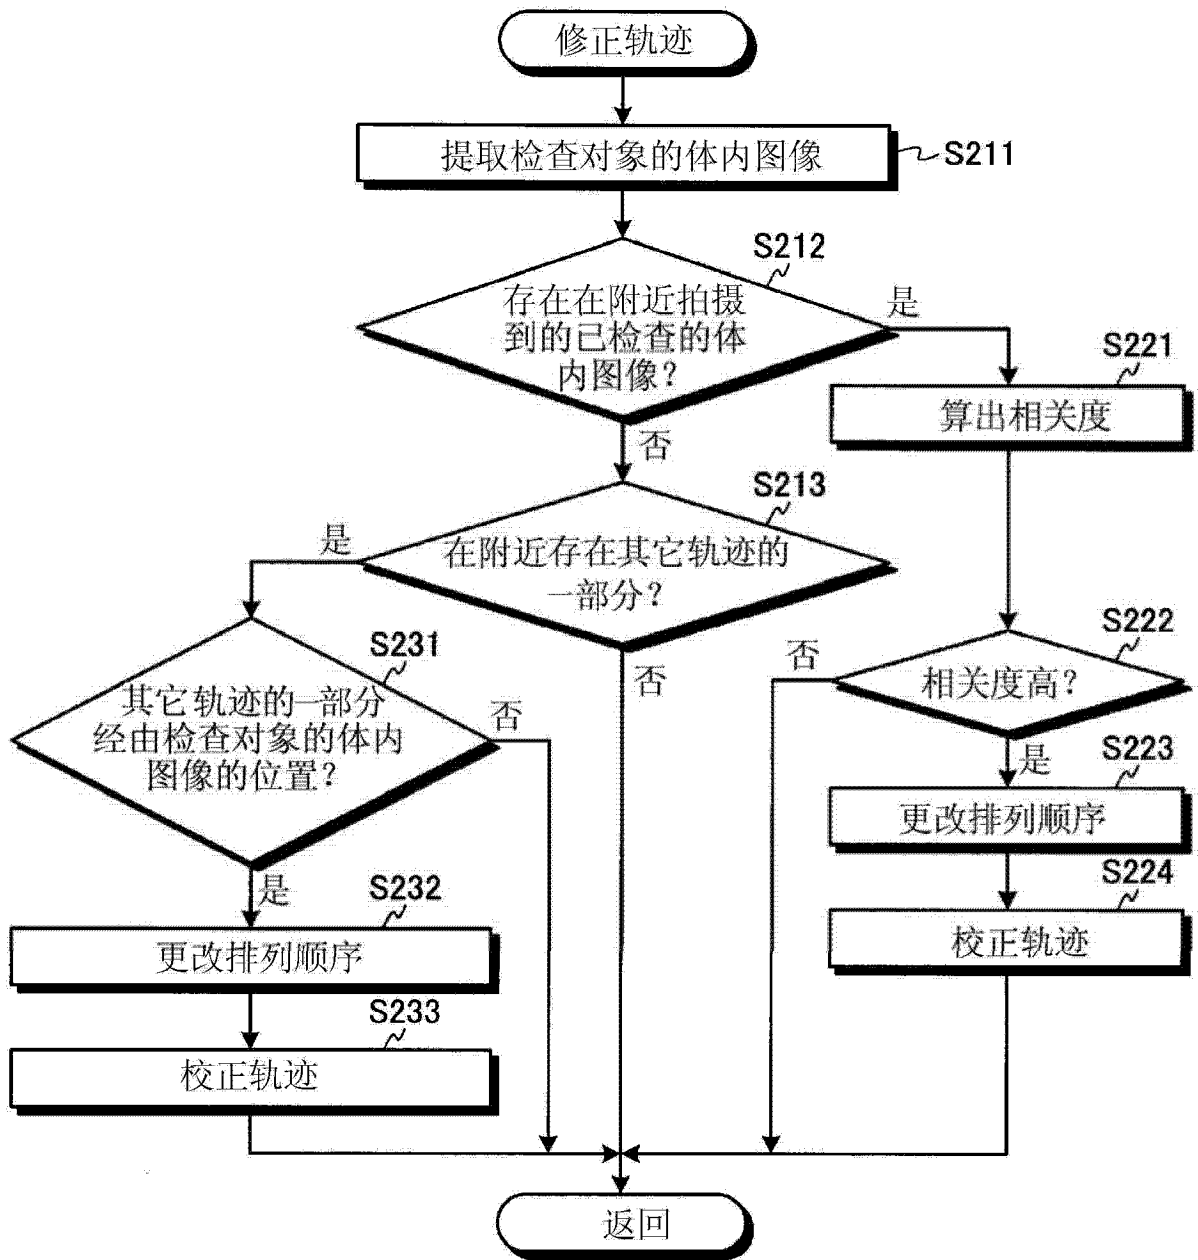 修正轨迹
提取检查对象的体内图像
S211
S212
存在在附近拍摄
到的已检查的体
内图像？
是
否
S221
算出相关度
S213
在附近存在其它轨迹的
一部分？
是
否
S222
相关度高？
否
是
S231
其它轨迹的一部分
经由检查对象的体内
图像的位置？
否
是
S223
更改排列顺序
S224
校正轨迹
S232
更改排列顺序
S233
校正轨迹
返回